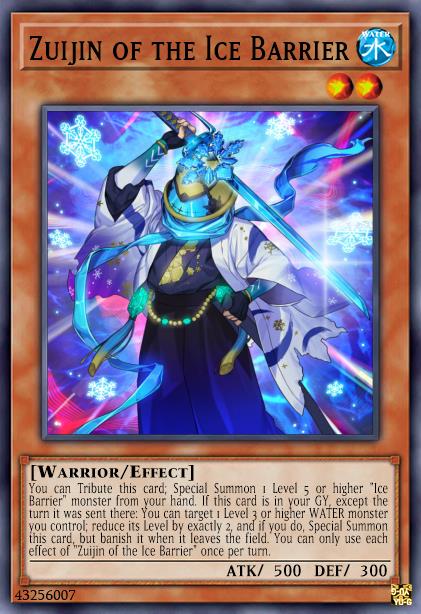 Zuijin of the Ice Barrier
WATER
水
[Warrior/Effect]
You can Tribute this card; Special Summon 1 Level 5 or higher "Ice
Barrier" monster from your hand. If this card is in your GY, except the
turn it was sent there: You can target 1 Level 3 or higher WATER monster
you control; reduce its Level by exactly 2, and if you do, Special Summon
this card, but banish it when it leaves the field. You can only use each
effect of "Zuijin of the Ice Barrier" once per turn.
ATK/ 500 DEF/ 300
43256007